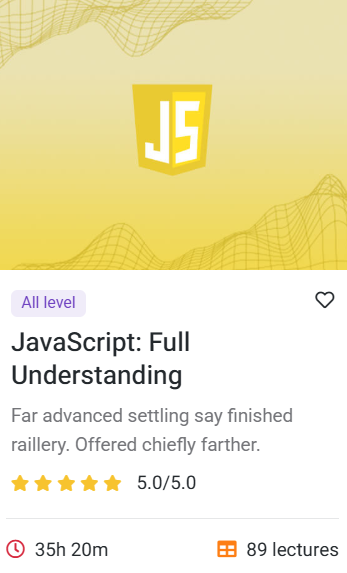 JS
All level
JavaScript: Full
Understanding
Far advanced settling say finished
raillery. Offered chiefly farther.
5.0/5.0
35h 20m
89 lectures